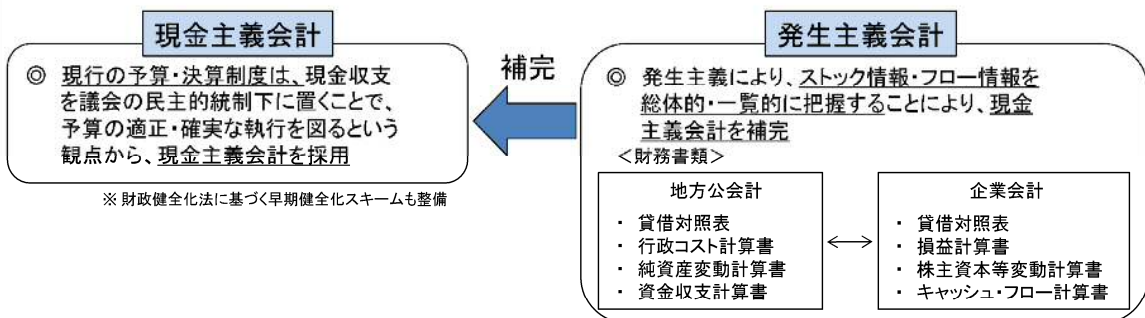 現金主義会計
◎ 現行の予算・決算制度は、現金収支
を議会の民主的統制下に置くことで、
予算の適正・確実な執行を図るという
観点から、現金主義会計を採用
※ 財政健全化法に基づく早期健全化スキームも整備
補完
発生主義会計
◎ 発生主義により、ストック情報・フロー情報を
総体的・一覧的に把握することにより、現金
主義会計を補完
＜財務書類＞
地方公会計
・ 貸借対照表
・ 行政コスト計算書
・ 純資産変動計算書
・ 資金収支計算書
企業会計
・ 貸借対照表
・ 損益計算書
・ 株主資本等変動計算書
・ キャッシュ・フロー計算書